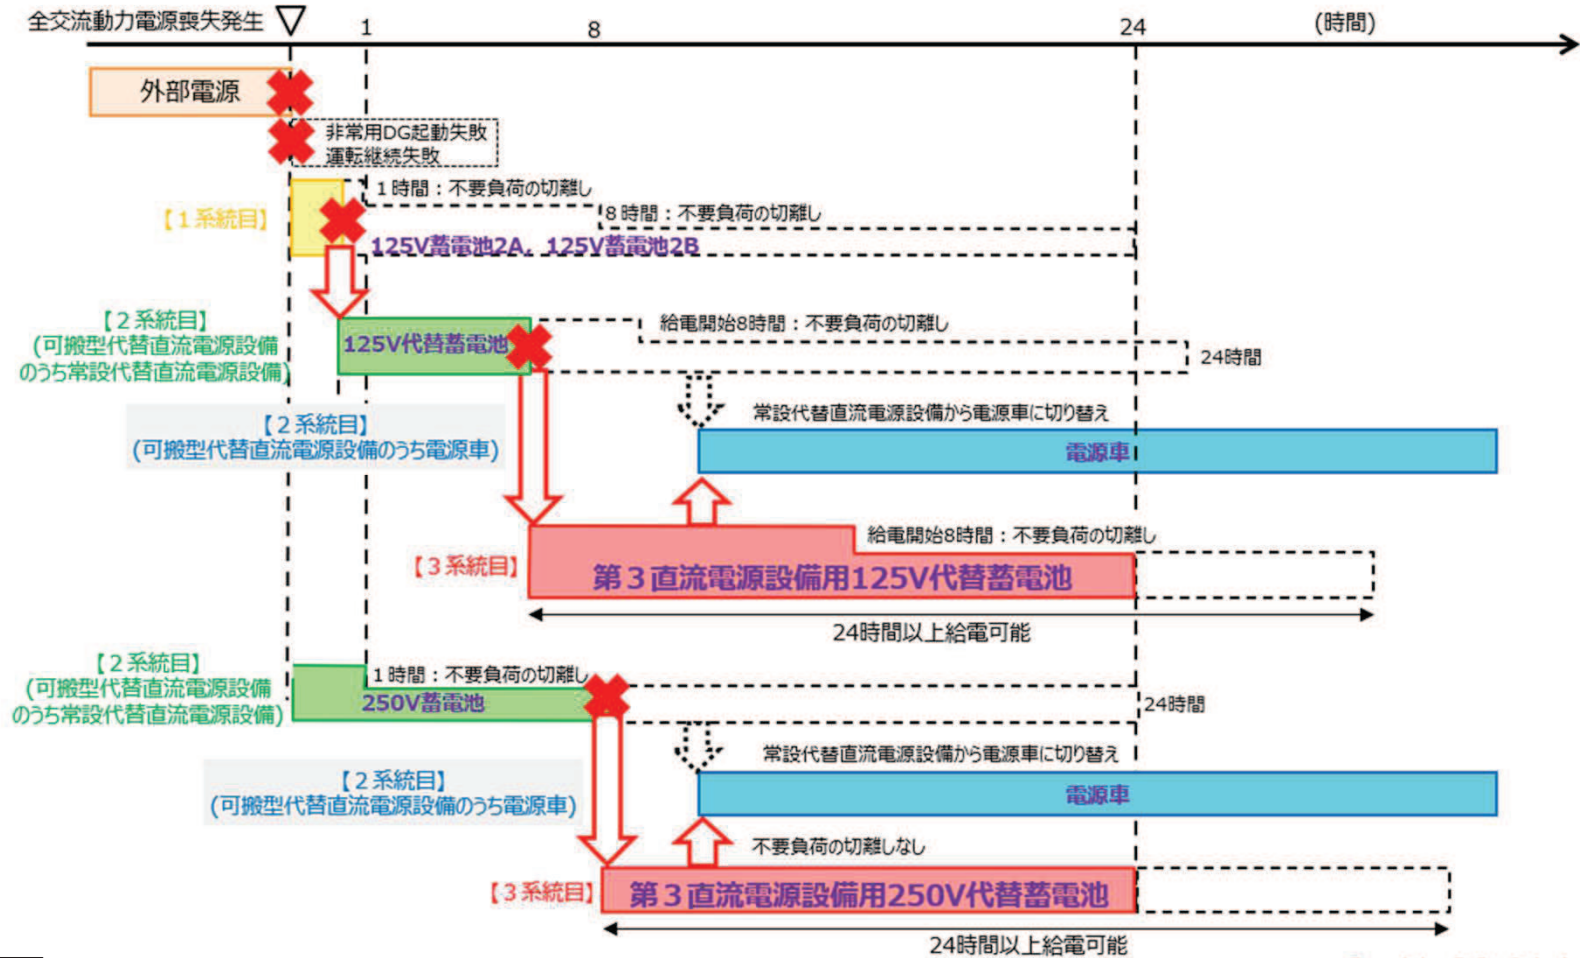 全交流動力電源喪失発生
1
8
24
(時間)
外部電源
非常用DG起動失敗
運転継続失敗
1時間：不要負荷の切離し
【1系統目】
8時間：不要負荷の切離し
125V蓄電池2A，125V蓄電池2B
【2系統目】
(可搬型代替直流電源設備
のうち常設代替直流電源設備)
125V代替蓄電池
給電開始8時間：不要負荷の切離し
24時間
【2系統目】
(可搬型代替直流電源設備のうち電源車)
常設代替直流電源設備から電源車に切り替え
電源車
【3系統目】
給電開始8時間：不要負荷の切離し
第３直流電源設備用125V代替蓄電池
24時間以上給電可能
【2系統目】
(可搬型代替直流電源設備
のうち常設代替直流電源設備)
1時間：不要負荷の切離し
250V蓄電池
24時間
【2系統目】
(可搬型代替直流電源設備のうち電源車)
常設代替直流電源設備から電源車に切り替え
電源車
不要負荷の切離しなし
【3系統目】
第３直流電源設備用250V代替蓄電池
24時間以上給電可能